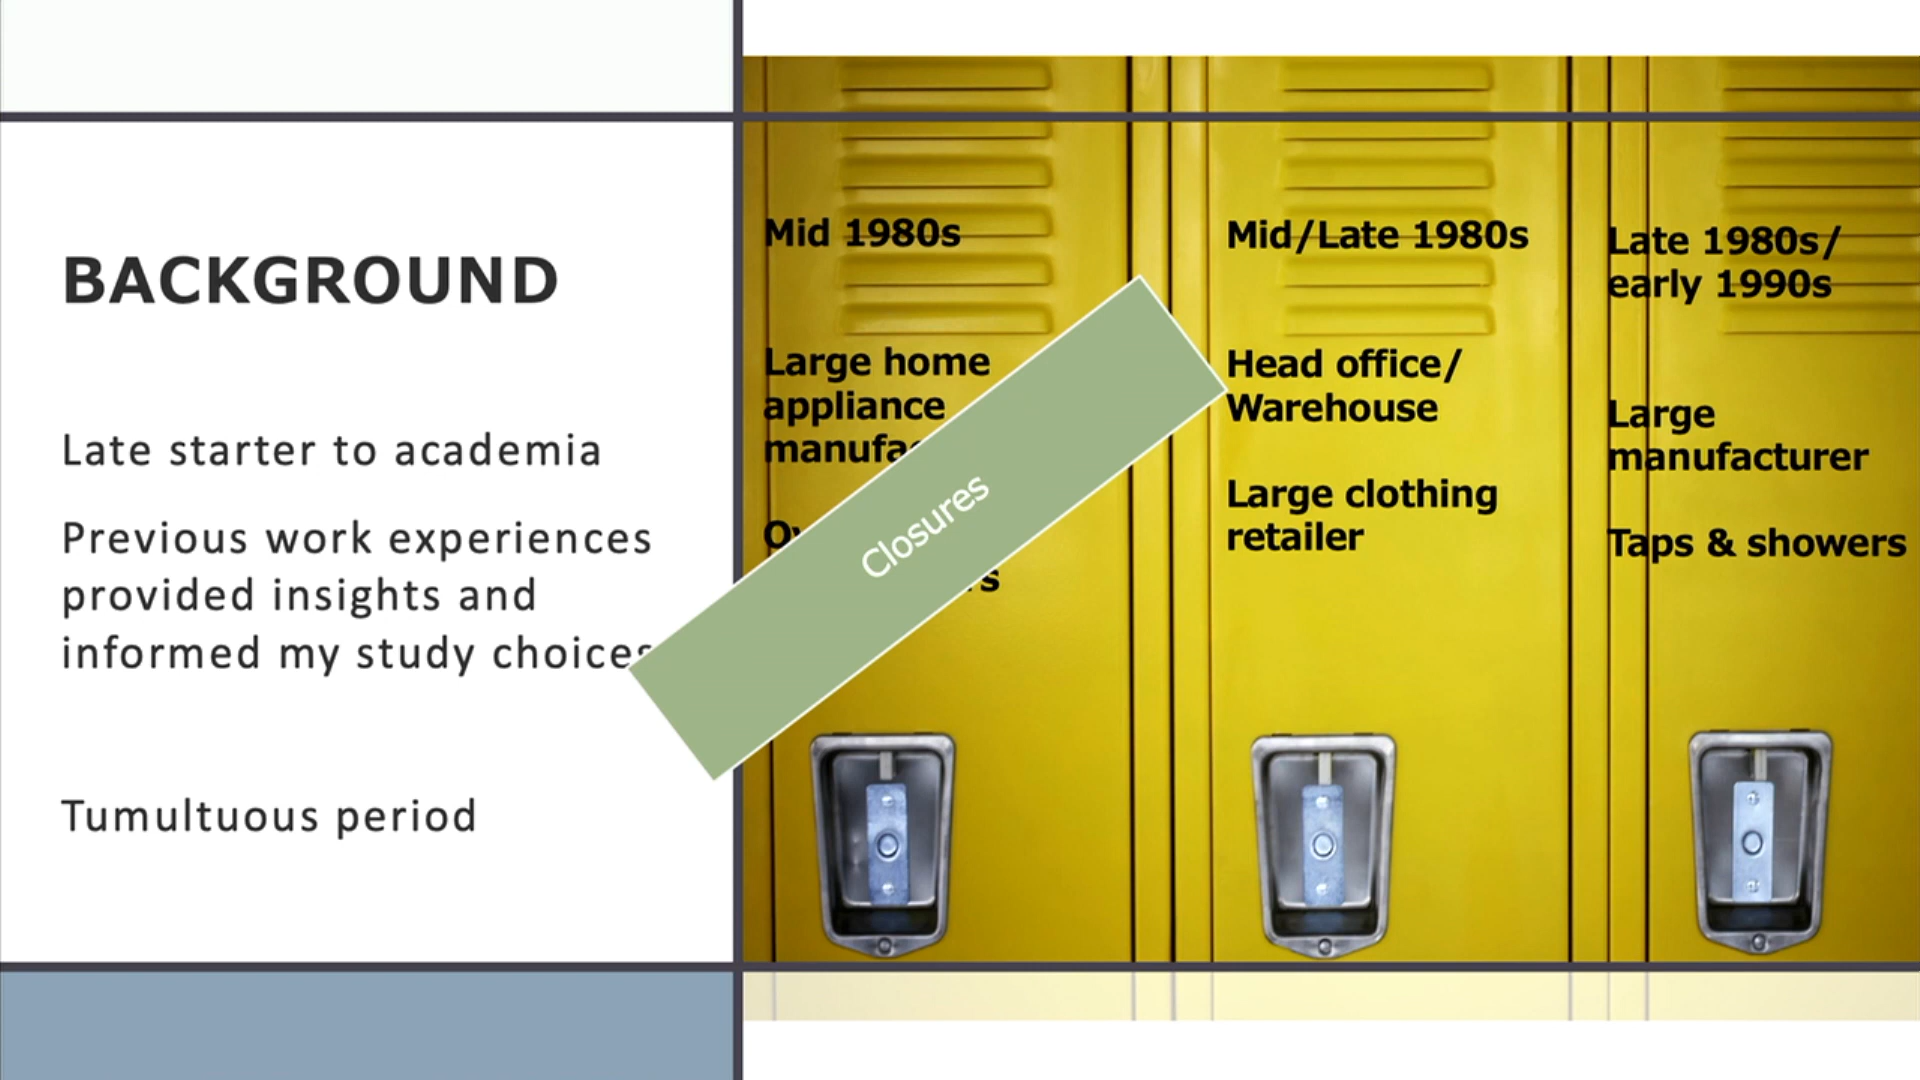 BACKGROUND
Late starter to academia
Previous work experiences
provided insights and
informed my study choices
Tumultuous period
Mid 1980s
Large home
appliance
Closures
Mid/Late 1980s
Head office/
Warehouse
Large clothing
retailer
Late 1980s/
early 1990s
Large
manufacturer
Taps & showers